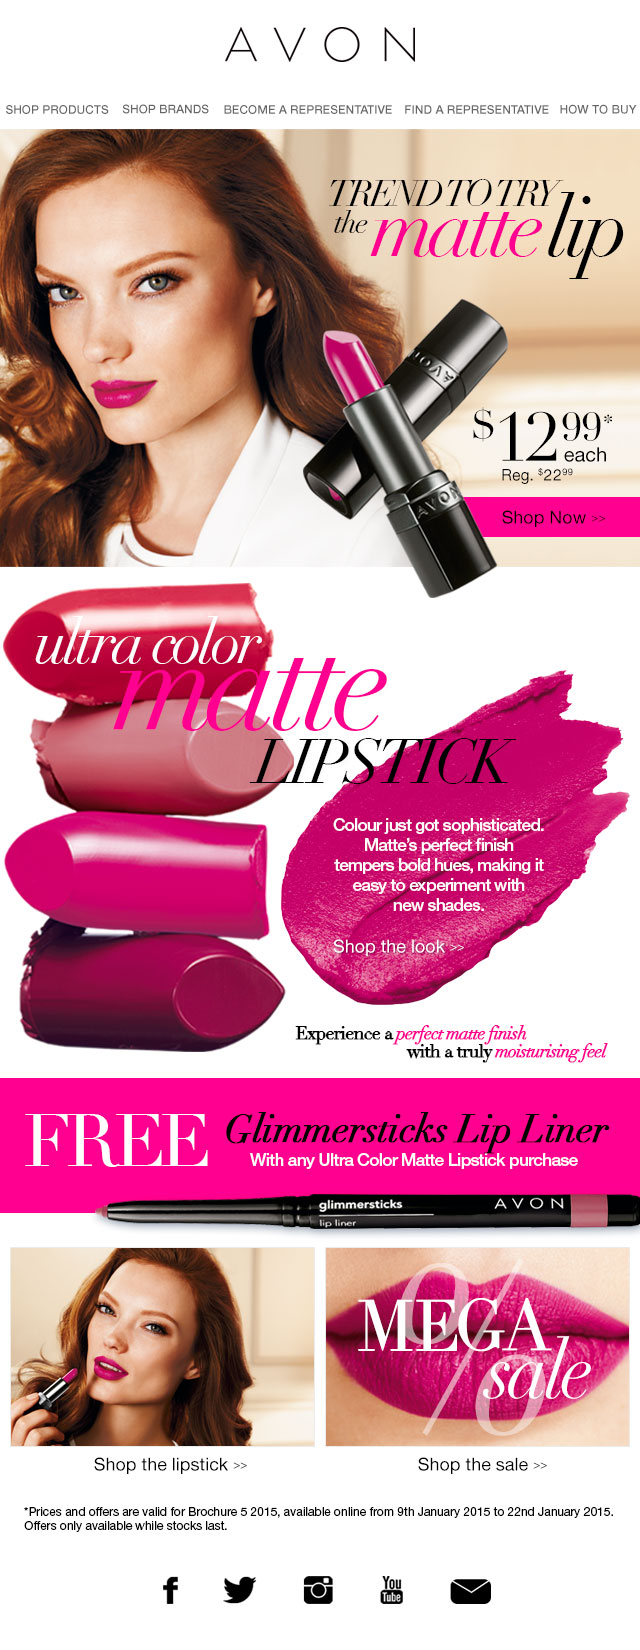 AVON
SHOP PRODUCTS SHOP BRANDS BECOME A REPRESENTATIVE FIND A REPRESENTATIVE HOW TO BUY
TREND TO TRY
the matte lip
AVON
AVON
$12.99*
each
Reg. $22.99
Shop Now >>
ultra color
matte
LIPSTICK
Colour just got sophisticated.
Matte's perfect finish
tempers bold hues, making it
easy to experiment with
new shades.
Shop the look >>
Experience a perfect matte finish
with a truly moisturising feel
FREE Glimmersticks Lip Liner
With any Ultra Color Matte Lipstick purchase
glimmersticks AVON
lip liner
%
MEGA
sale
Shop the lipstick >> Shop the sale >>
*Prices and offers are valid for Brochure 5 2015, available online from 9th January 2015 to 22nd January 2015.
Offers only available while stocks last.
f You
Tube